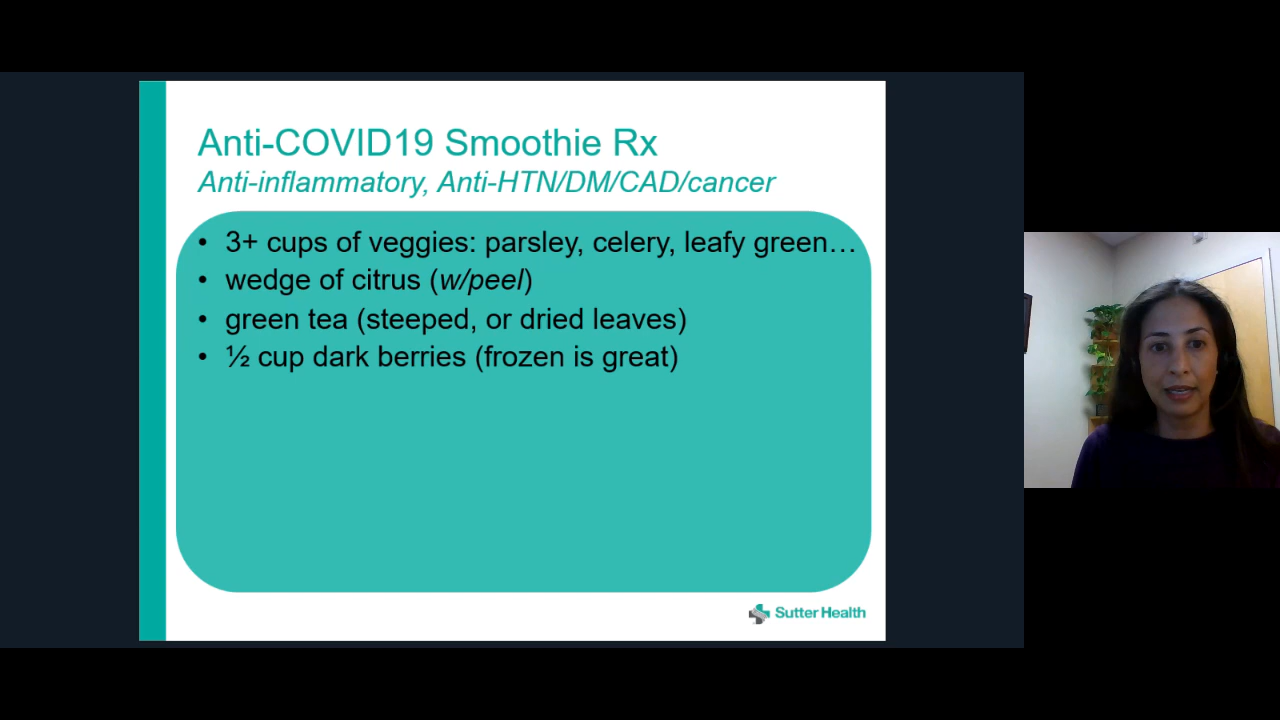 Anti-COVID19 Smoothie Rx
Anti-inflammatory, Anti-HTN/DM/CAD/cancer
• 3+ cups of veggies: parsley, celery, leafy green…
• wedge of citrus (w/peel)
• green tea (steeped, or dried leaves)
• ½ cup dark berries (frozen is great)
Sutter Health